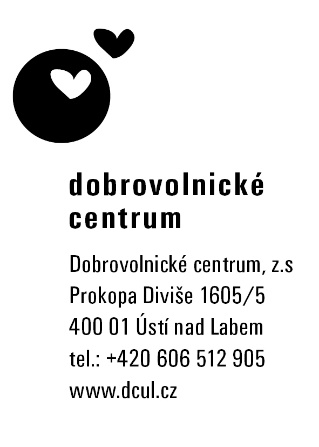 dobrovolnické
centrum
Dobrovolnické centrum, z.s
Prokopa Diviše 1605/5
400 01 Ústí nad Labem
tel.: +420 606 512 905
www.dcul.cz